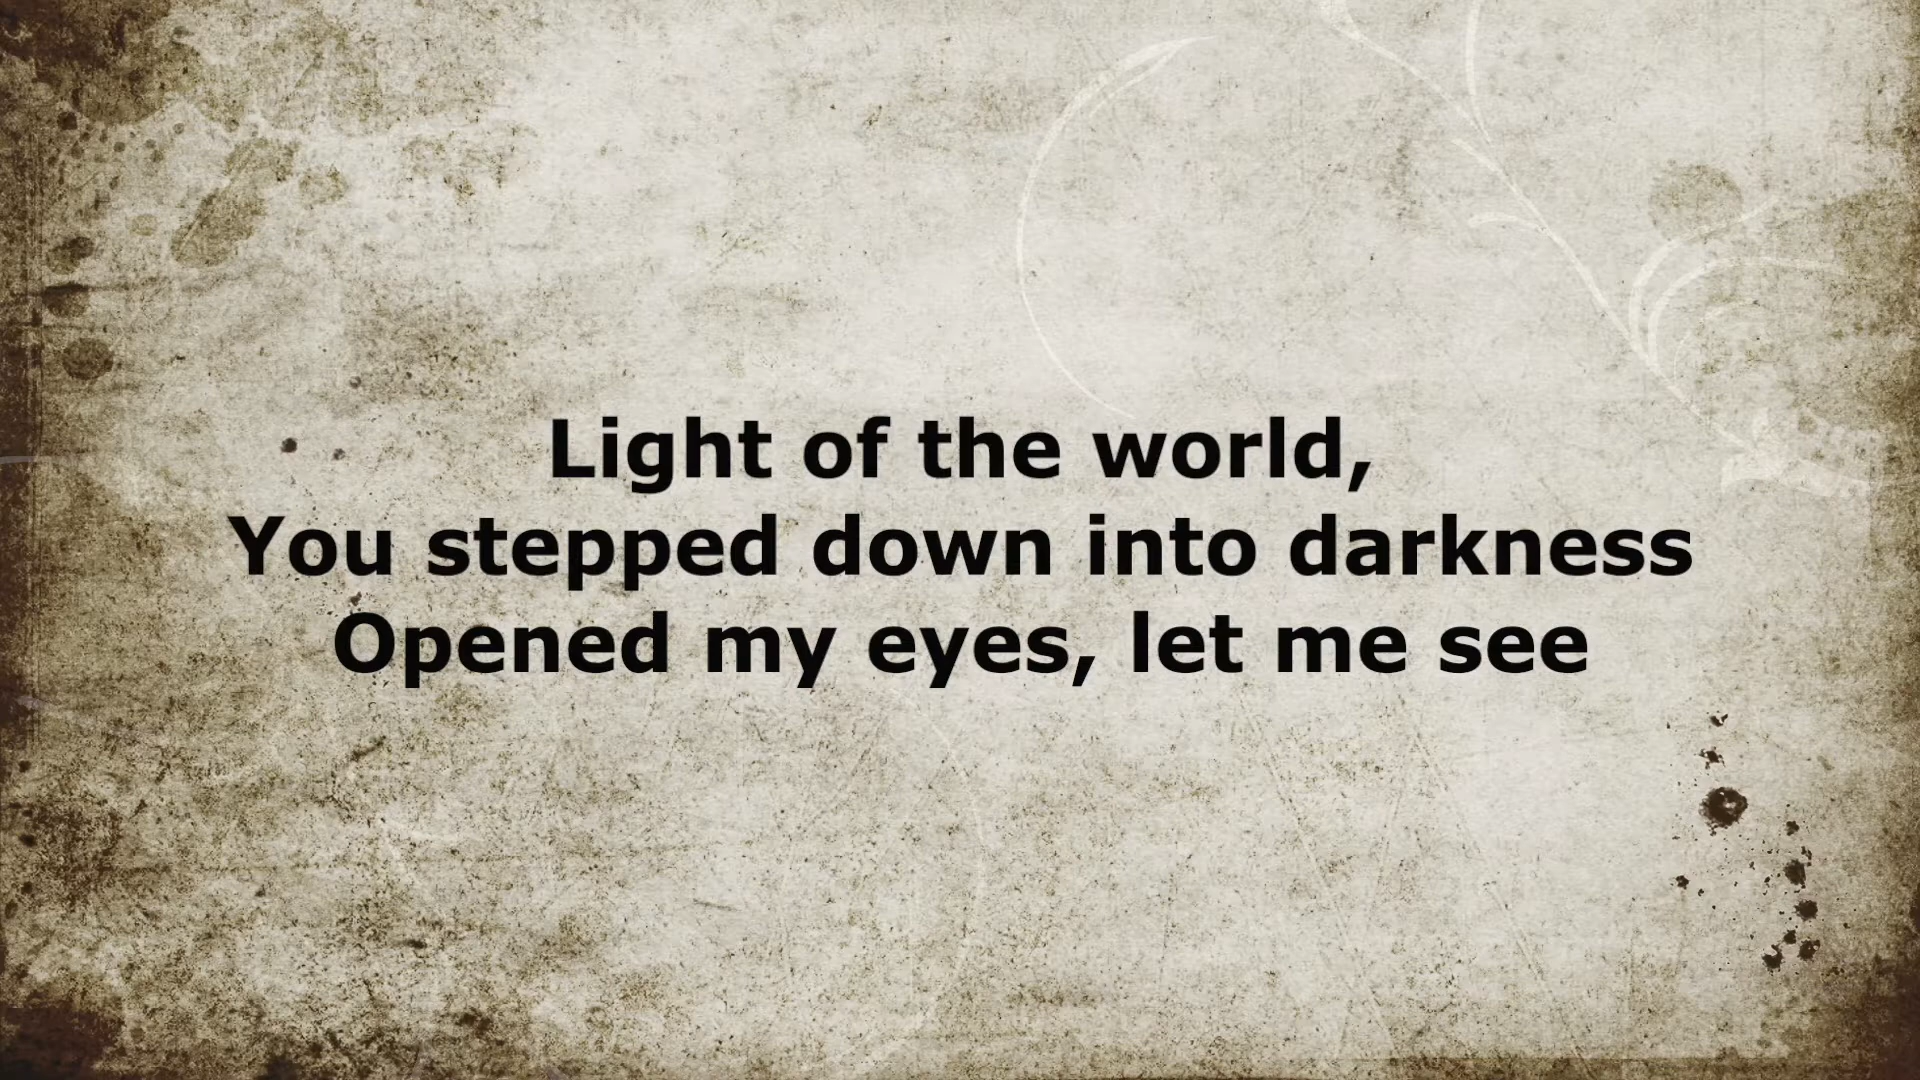 Light of the world,
You stepped down into darkness
Opened my eyes, let me see